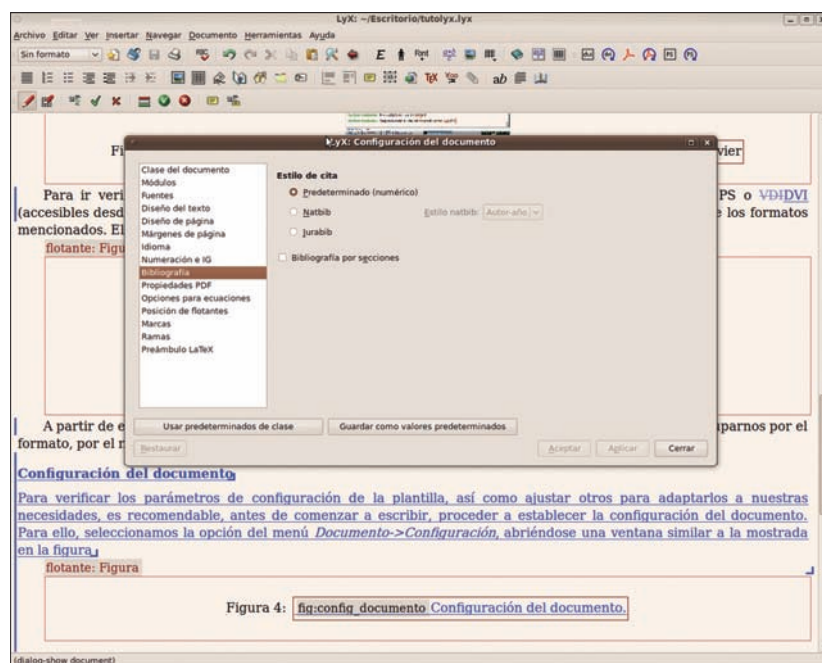 LyX: ~/Escritorio/tutolyx.lyx
Archivo Editar Ver Insertar Navegar Documento Herramientas Ayuda
Sin formato
LyX: Configuración del documento
Fi
vier
Clase del documento
Módulos
Fuentes
Diseño del texto
Diseño de página
Márgenes de página
Idioma
Numeración e IG
Bibliografía
Propiedades PDF
Opciones para ecuaciones
Posición de flotantes
Marcas
Ramas
Preámbulo LaTeX
Estilo de cita
Predeterminado (numérico)
Natbib
Estilo natbib: Autor-año
Jurabib
Bibliografía por secciones
Usar predeterminados de clase
Guardar como valores predeterminados
Restaurar
Aceptar
Aplicar
Cerrar
Para ir veri
PS o VDIDVI
(accesibles desd
e los formatos
mencionados. El
flotante: Figu
A partir de e
uparnos por el
formato, por el
Configuración del documento
Para verificar los parámetros de configuración de la plantilla, así como ajustar otros para adaptarlos a nuestras
necesidades, es recomendable, antes de comenzar a escribir, proceder a establecer la configuración del documento.
Para ello, seleccionamos la opción del menú Documento->Configuración, abriéndose una ventana similar a la mostrada
en la figura
flotante: Figura
Figura 4: fig:config_documento Configuración del documento.
(dialog-show document)